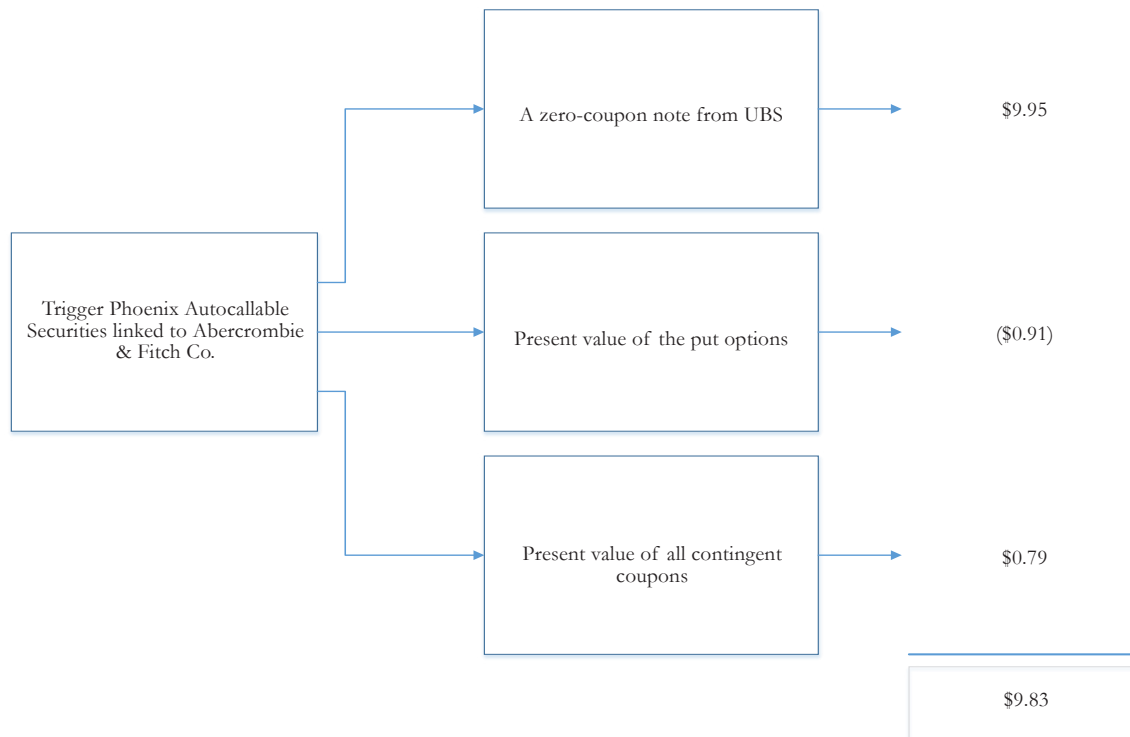 A zero-coupon note from UBS
$9.95
Trigger Phoenix Autocallable
Securities linked to Abercrombie
& Fitch Co.
Present value of the put options
($0.91)
Present value of all contingent
coupons
$0.79
$9.83